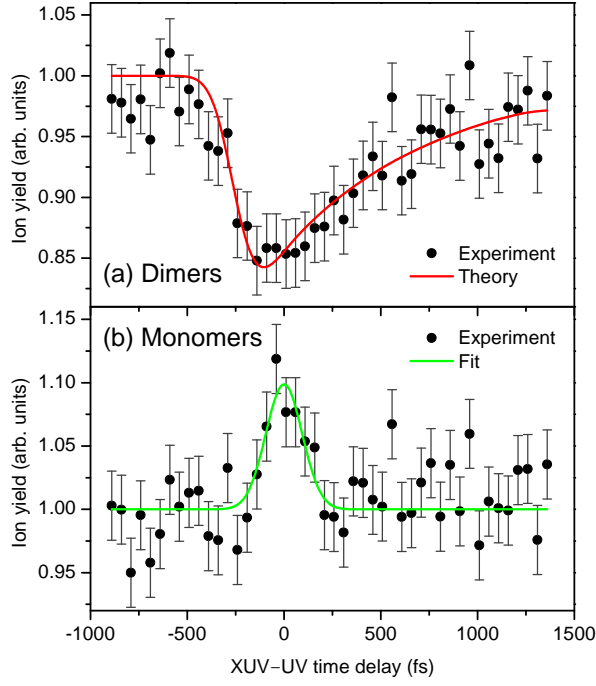 1.05
1.00
0.95
0.90
0.85
Ion yield (arb. units)
Experiment
Theory
(a) Dimers
1.15
1.10
1.05
1.00
0.95
Ion yield (arb. units)
(b) Monomers
Experiment
Fit
-1000 -500 0 500 1000 1500
XUV−UV time delay (fs)